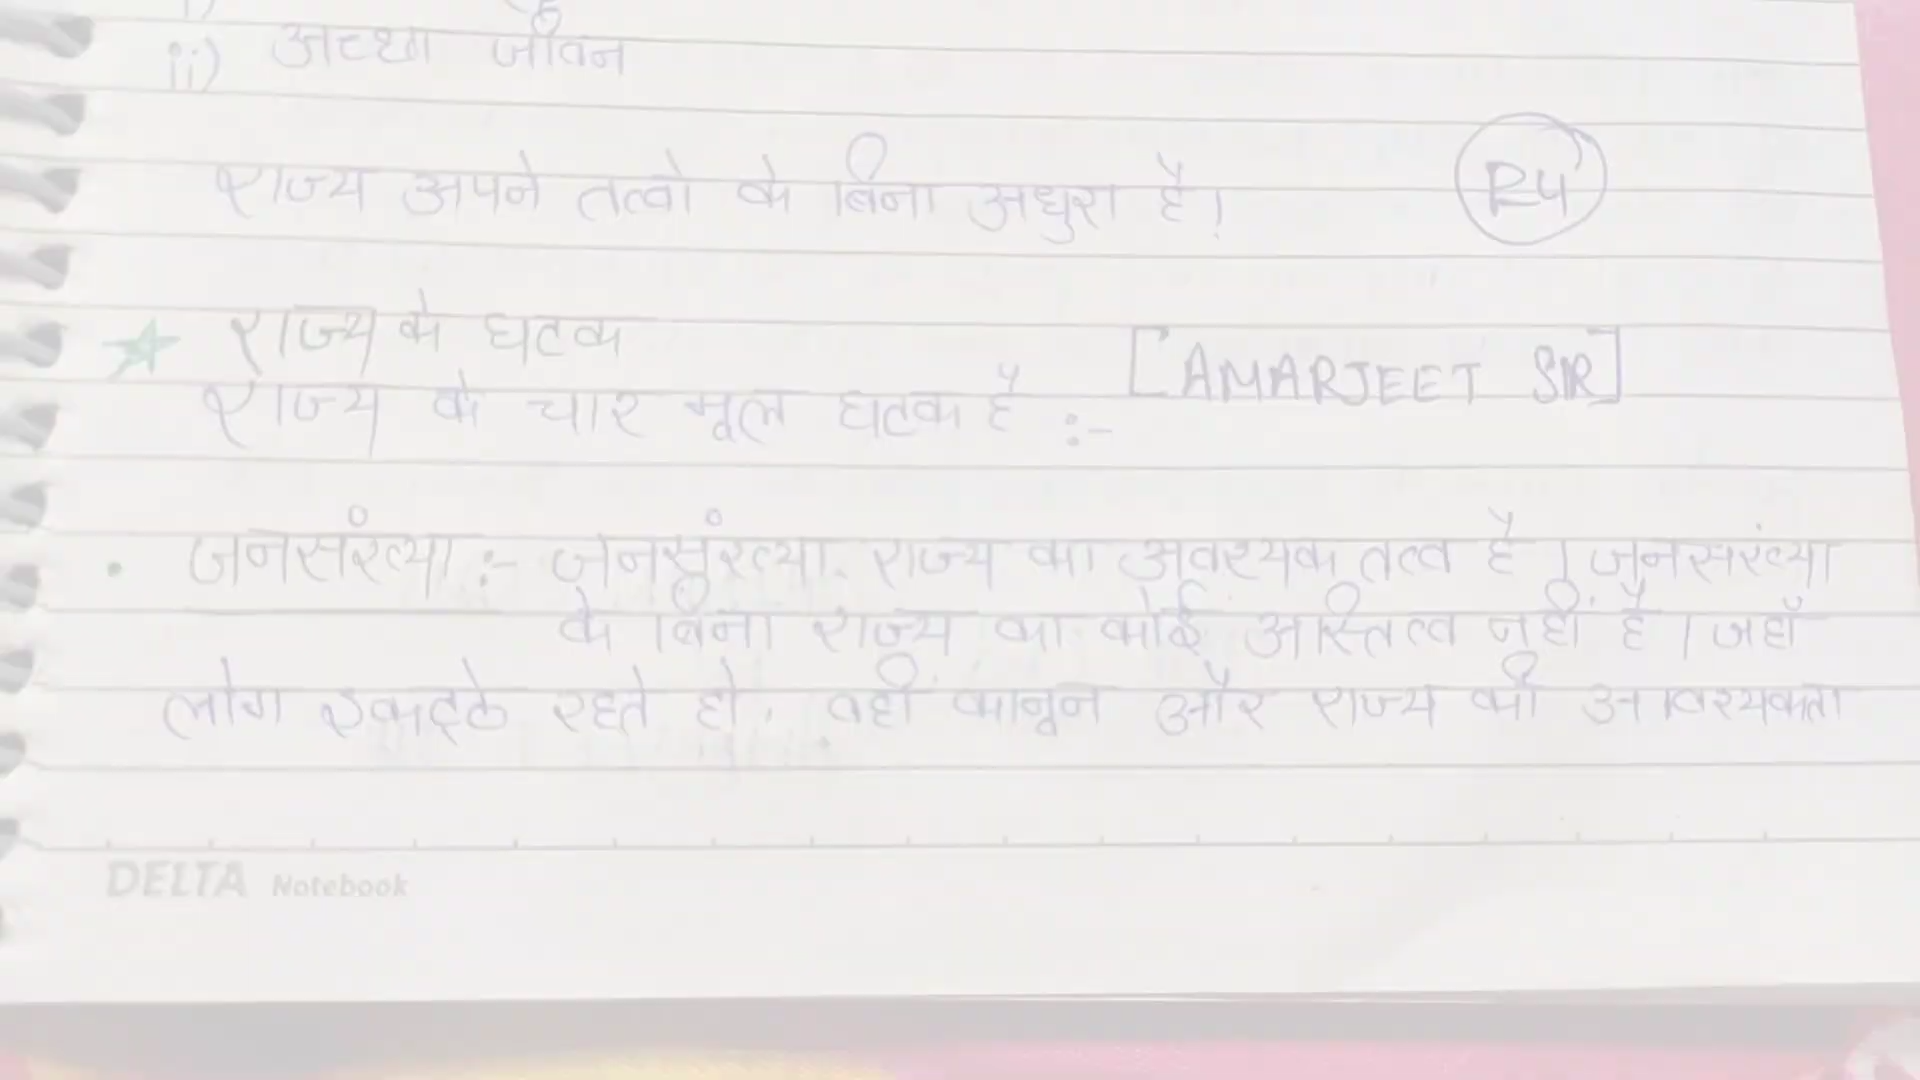 ii) अच्छा जीवन
राज्य अपने तत्वो के बिना अधुरा है।
R4
★ राज्य के घटक
[AMARJEET SIR]
राज्य के चार मूल घटक है :-
• जनसंख्या :- जनसंख्या राज्य का अवश्यक तत्व है । जनसंख्या
के बिना राज्य का कोई अस्तित्व नहीं है । जहाँ
लोग एकट्ठे रहते हो, वहाँ कानून और राज्य की आवश्यकता
DELTA Notebook